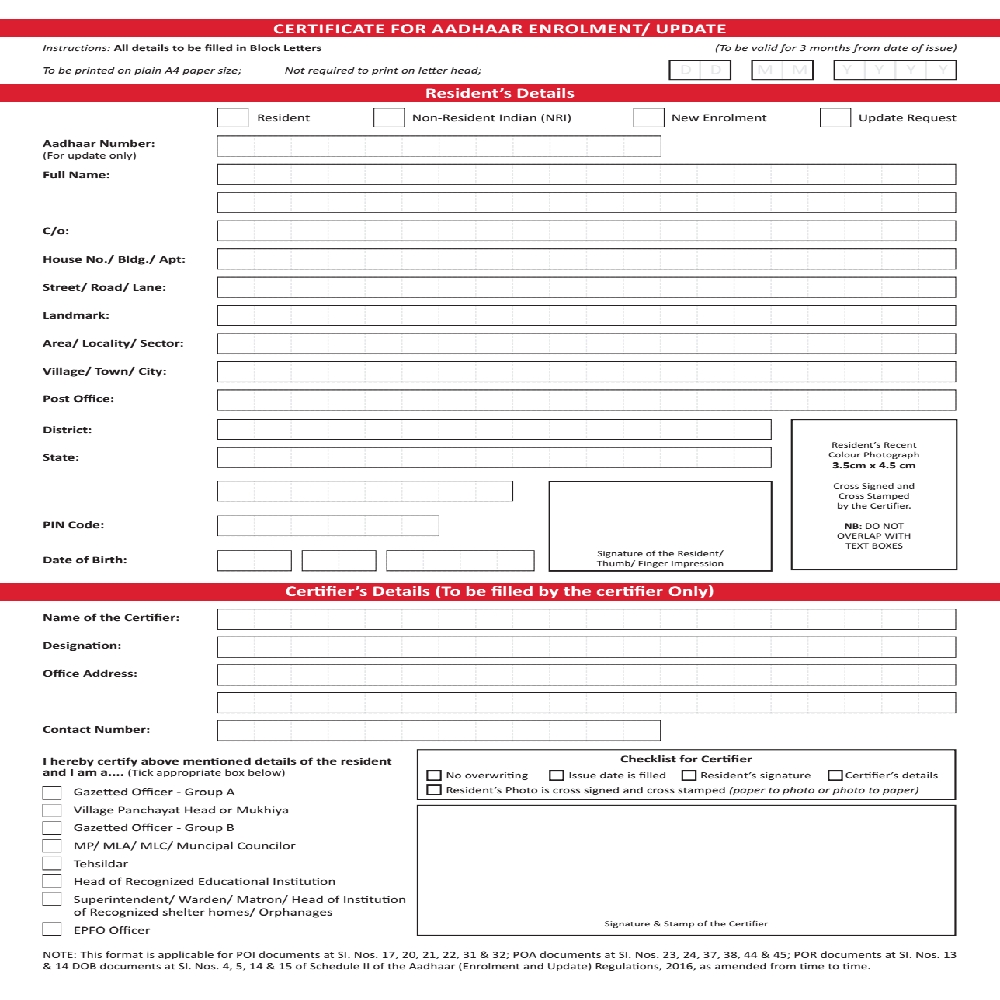 CERTIFICATE FOR AADHAAR ENROLMENT/ UPDATE
Instructions: All details to be filled in Block Letters
(To be valid for 3 months from date of issue)
To be printed on plain A4 paper size; Not required to print on letter head;
D D M M Y Y Y Y
Resident's Details
Resident Non-Resident Indian (NRI) New Enrolment Update Request
Aadhaar Number:
(For update only)
Full Name:
C/o:
House No./ Bldg./ Apt:
Street/ Road/ Lane:
Landmark:
Area/ Locality/ Sector:
Village/ Town/ City:
Post Office:
District:
State:
Resident's Recent
Colour Photograph
3.5cm x 4.5 cm
Cross Signed and
Cross Stamped
by the Certifier.
NB: DO NOT
OVERLAP WITH
TEXT BOXES
PIN Code:
Date of Birth:
Signature of the Resident/
Thumb/ Finger Impression
Certifier's Details (To be filled by the certifier Only)
Name of the Certifier:
Designation:
Office Address:
Contact Number:
I hereby certify above mentioned details of the resident
and I am a.... (Tick appropriate box below)
Gazetted Officer - Group A
Village Panchayat Head or Mukhiya
Gazetted Officer - Group B
MP/ MLA/ MLC/ Muncipal Councilor
Tehsildar
Head of Recognized Educational Institution
Superintendent/ Warden/ Matron/ Head of Institution
of Recognized shelter homes/ Orphanages
EPFO Officer
Checklist for Certifier
No overwriting Issue date is filled Resident's signature Certifier's details
Resident's Photo is cross signed and cross stamped (paper to photo or photo to paper)
Signature & Stamp of the Certifier
NOTE: This format is applicable for POI documents at SI. Nos. 17, 20, 21, 22, 31 & 32; POA documents at SI. Nos. 23, 24, 37, 38, 44 & 45; POR documents at SI. Nos. 13
& 14 DOB documents at SI. Nos. 4, 5, 14 & 15 of Schedule II of the Aadhaar (Enrolment and Update) Regulations, 2016, as amended from time to time.